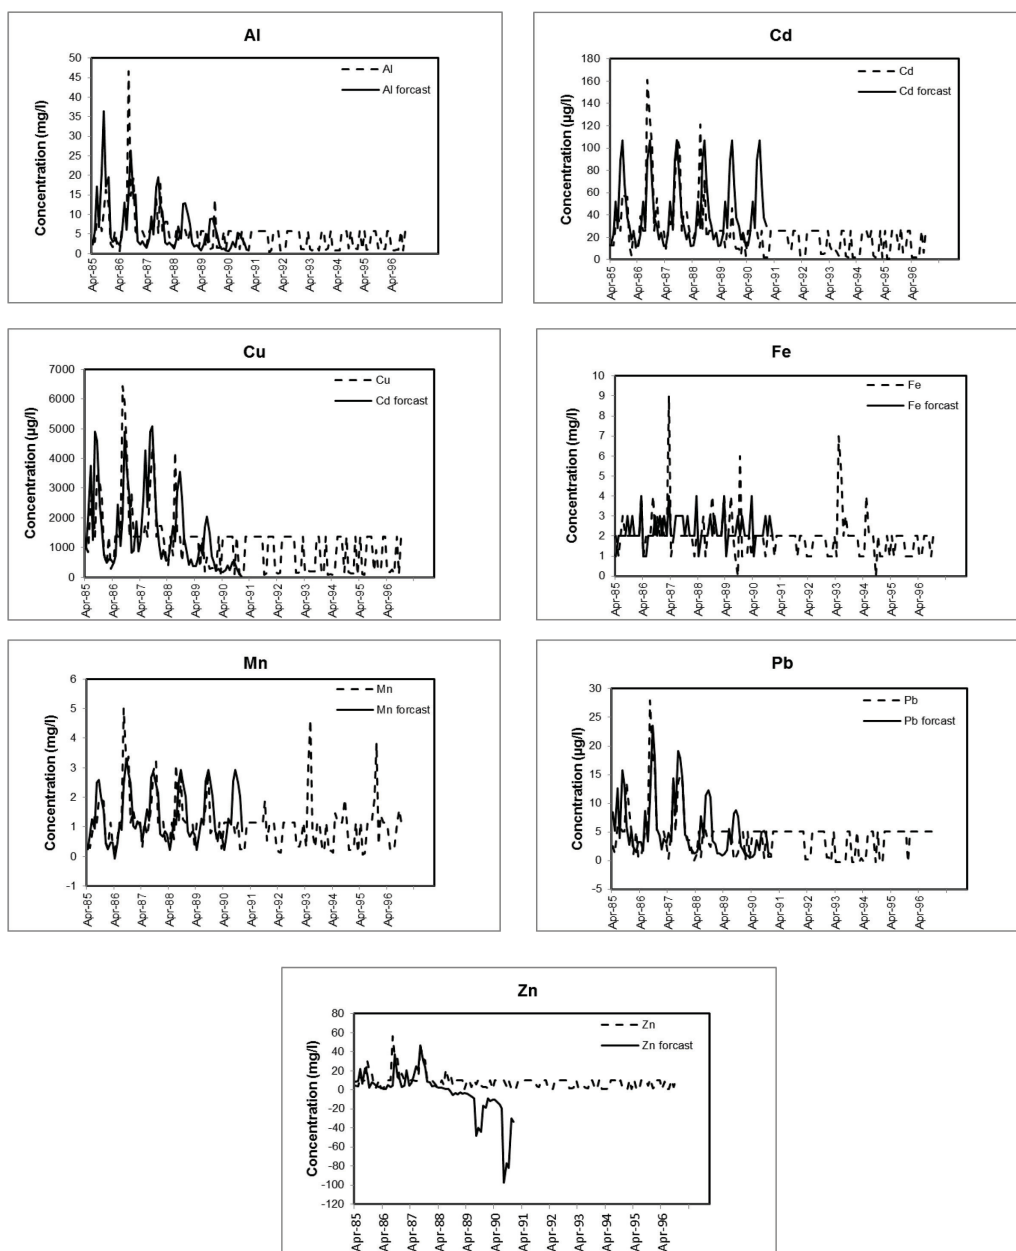 Al
Concentration (mg/l)
50
45
40
35
30
25
20
15
10
5
0
Al
Al forcast
Apr-85
Apr-86
Apr-87
Apr-88
Apr-89
Apr-90
Apr-91
Apr-92
Apr-93
Apr-94
Apr-95
Apr-96
Cd
Concentration (µg/l)
180
160
140
120
100
80
60
40
20
0
Cd
Cd forcast
Apr-85
Apr-86
Apr-87
Apr-88
Apr-89
Apr-90
Apr-91
Apr-92
Apr-93
Apr-94
Apr-95
Apr-96
Cu
Concentration (µg/l)
7000
6000
5000
4000
3000
2000
1000
0
Cu
Cd forcast
Apr-85
Apr-86
Apr-87
Apr-88
Apr-89
Apr-90
Apr-91
Apr-92
Apr-93
Apr-94
Apr-95
Apr-96
Fe
Concentration (mg/l)
10
9
8
7
6
5
4
3
2
1
0
Fe
Fe forcast
Apr-85
Apr-86
Apr-87
Apr-88
Apr-89
Apr-90
Apr-91
Apr-92
Apr-93
Apr-94
Apr-95
Apr-96
Mn
Concentration (mg/l)
6
5
4
3
2
1
0
-1
Mn
Mn forcast
Apr-85
Apr-86
Apr-87
Apr-88
Apr-89
Apr-90
Apr-91
Apr-92
Apr-93
Apr-94
Apr-95
Apr-96
Pb
Concntration (µg/l)
30
25
20
15
10
5
0
-5
Pb
Pb forcast
Apr-85
Apr-86
Apr-87
Apr-88
Apr-89
Apr-90
Apr-91
Apr-92
Apr-93
Apr-94
Apr-95
Apr-96
Zn
Concentration (mg/l)
80
60
40
20
0
-20
-40
-60
-80
-100
-120
Zn
Zn forcast
Apr-85
Apr-86
Apr-87
Apr-88
Apr-89
Apr-90
Apr-91
Apr-92
Apr-93
Apr-94
Apr-95
Apr-96